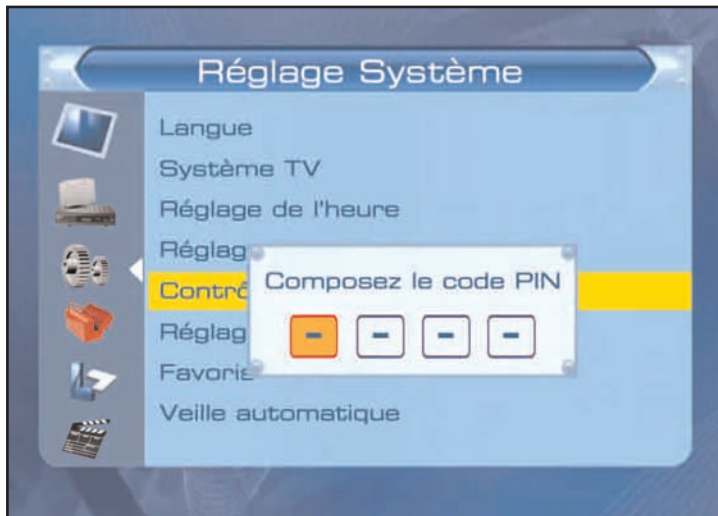 Réglage Système
Langue
Système TV
Réglage de l'heure
Réglag
Contrô
Composez le code PIN
- - - -
Réglag
Favoris
Veille automatique